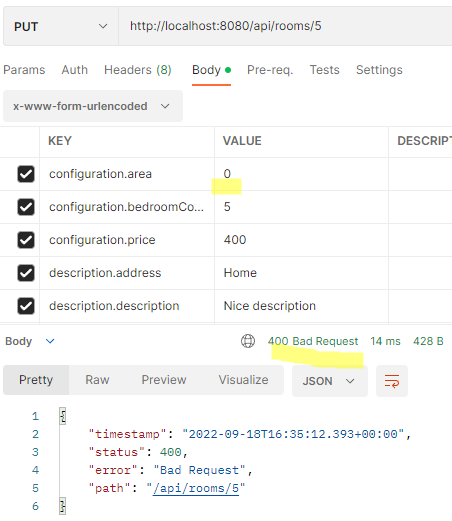 PUT http://localhost:8080/api/rooms/5
Params Auth Headers (8) Body Pre-req. Tests Settings
x-www-form-urlencoded
KEY VALUE DESCRIPT
configuration.area 0
configuration.bedroomCo... 5
configuration.price 400
description.address Home
description.description Nice description
Body 400 Bad Request 14 ms 428 B
Pretty Raw Preview Visualize JSON
1 {
2 "timestamp": "2022-09-18T16:35:12.393+00:00",
3 "status": 400,
4 "error": "Bad Request",
5 "path": "/api/rooms/5"
6 }